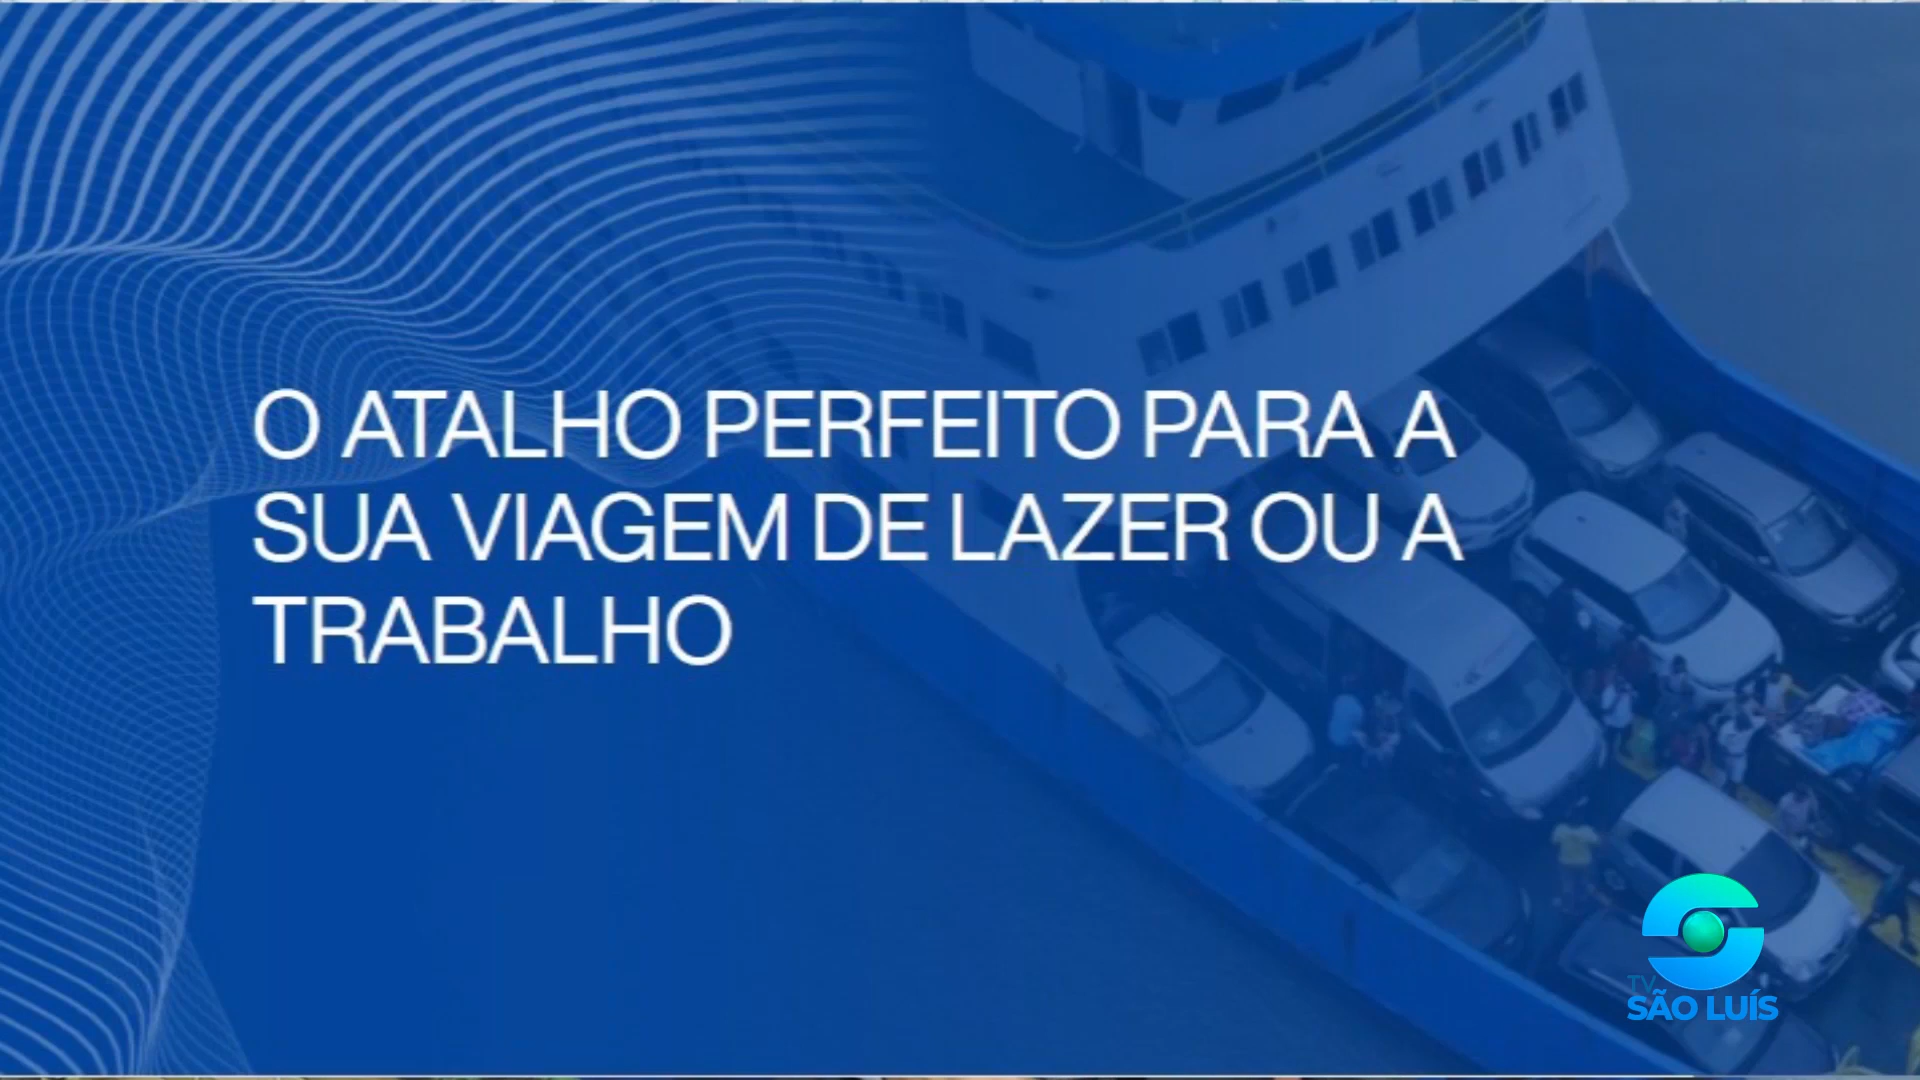 O ATALHO PERFEITO PARA A
SUA VIAGEM DE LAZER OU A
TRABALHO
TV
SÃO LUÍS